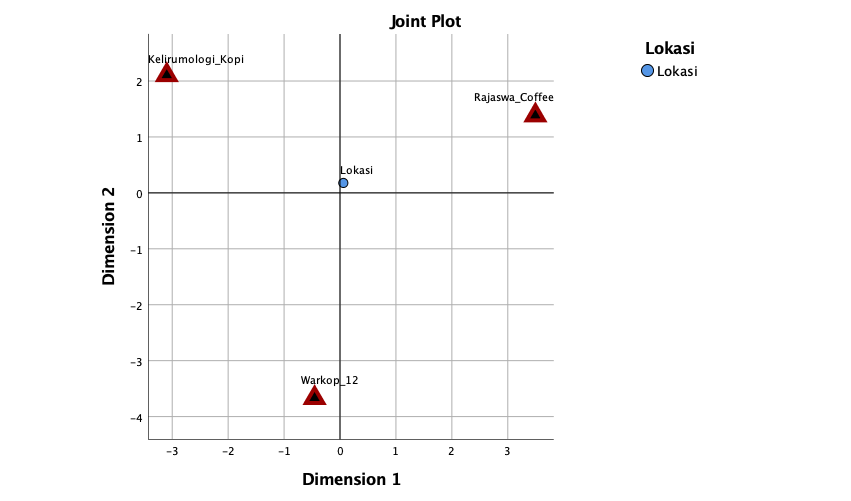 Joint Plot
Lokasi
Lokasi
Kelirumologi_Kopi
Rajaswa_Coffee
Lokasi
Warkop_12
Dimension 2
2
1
0
−1
−2
−3
−4
−3
−2
−1
0
1
2
3
Dimension 1